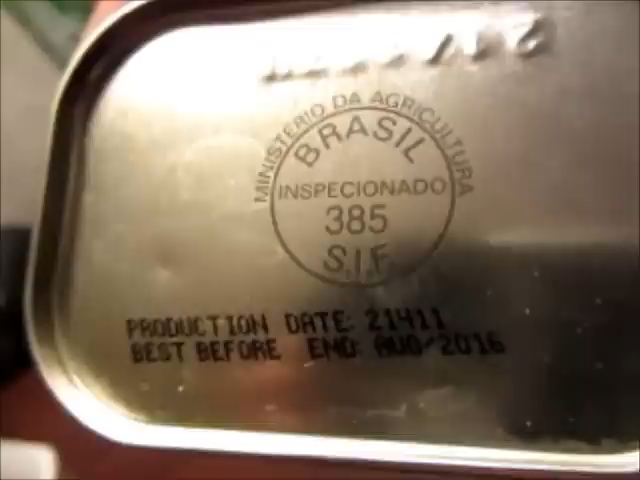 MINISTERIO DA AGRICULTURA
BRASIL
INSPECIONADO
385
S.I.F.
PRODUCTION DATE: 21411
BEST BEFORE END: AUG/2016